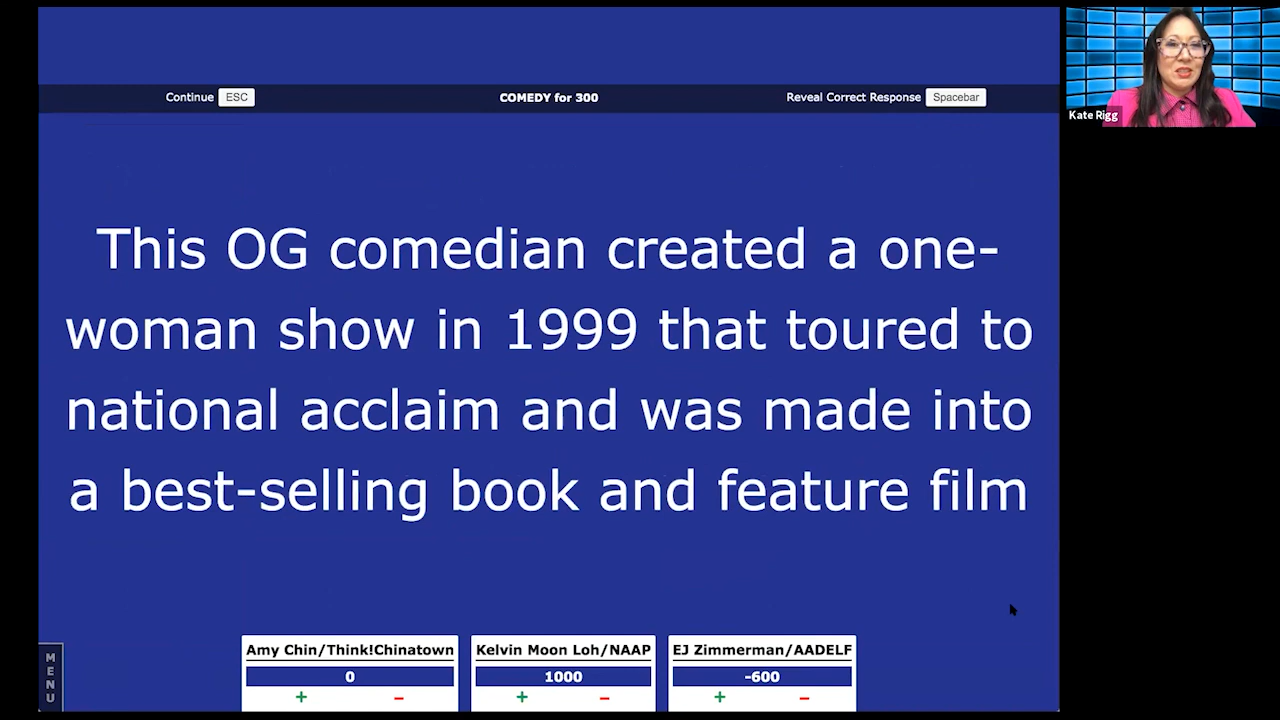 Continue ESC COMEDY for 300 Reveal Correct Response Spacebar
Kate Rigg
This OG comedian created a one-
woman show in 1999 that toured to
national acclaim and was made into
a best-selling book and feature film
MENU
Amy Chin/Think!Chinatown Kelvin Moon Loh/NAAP EJ Zimmerman/AADELF
0 1000 -600
+ - + - + -